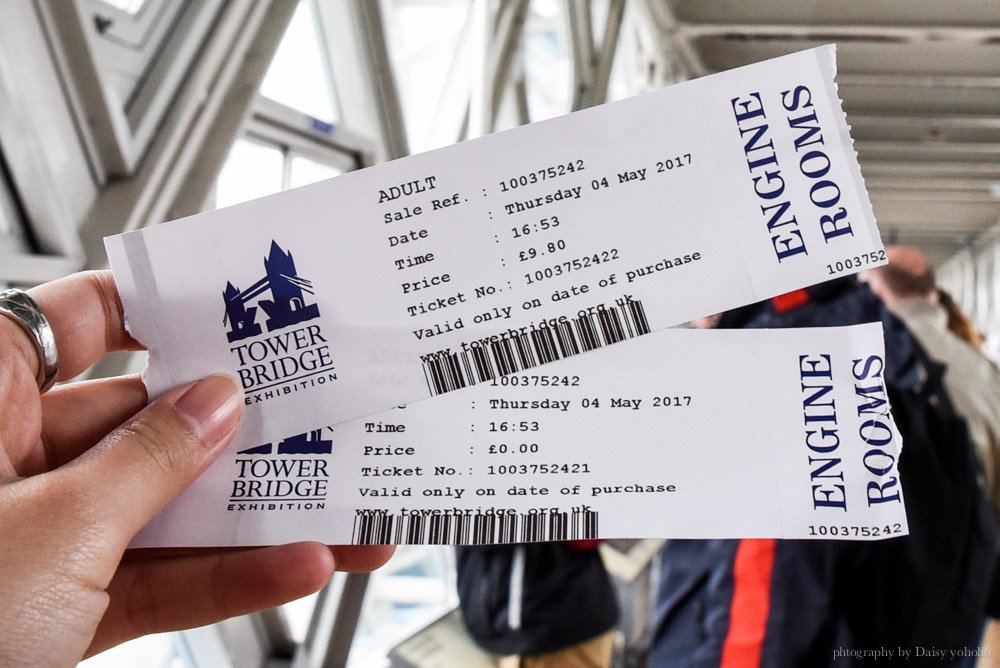 ADULT
Sale Ref. : 100375242
Date : Thursday 04 May 2017
Time : 16:53
Price : £9.80
Ticket No.: 1003752422
Valid only on date of purchase
www.towerbridge.org.uk
TOWER
BRIDGE
EXHIBITION
ENGINE
ROOMS
1003752
100375242
: Thursday 04 May 2017
Time : 16:53
Price : £0.00
Ticket No.: 1003752421
Valid only on date of purchase
www.towerbridge.org.uk
TOWER
BRIDGE
EXHIBITION
ENGINE
ROOMS
100375242
photography by Daisy yohoho